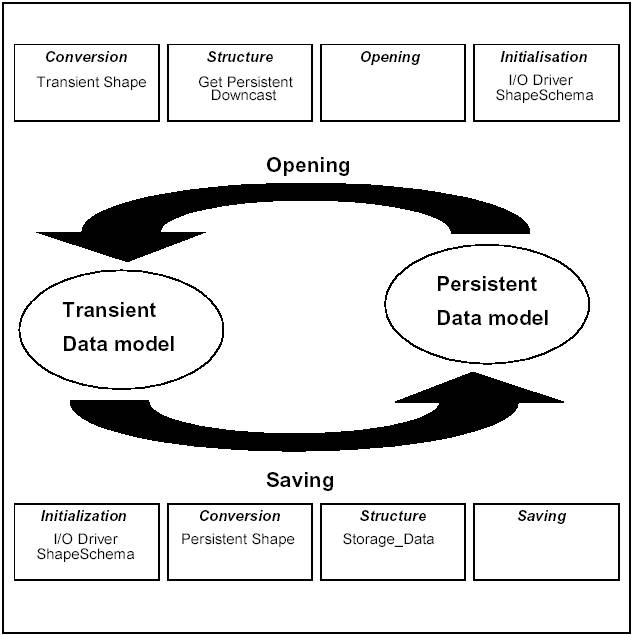 Conversion
Transient Shape
Structure
Get Persistent
Downcast
Opening
Initialisation
I/O Driver
ShapeSchema
Opening
Transient
Data model
Persistent
Data model
Saving
Initialization
I/O Driver
ShapeSchema
Conversion
Persistent Shape
Structure
Storage_Data
Saving